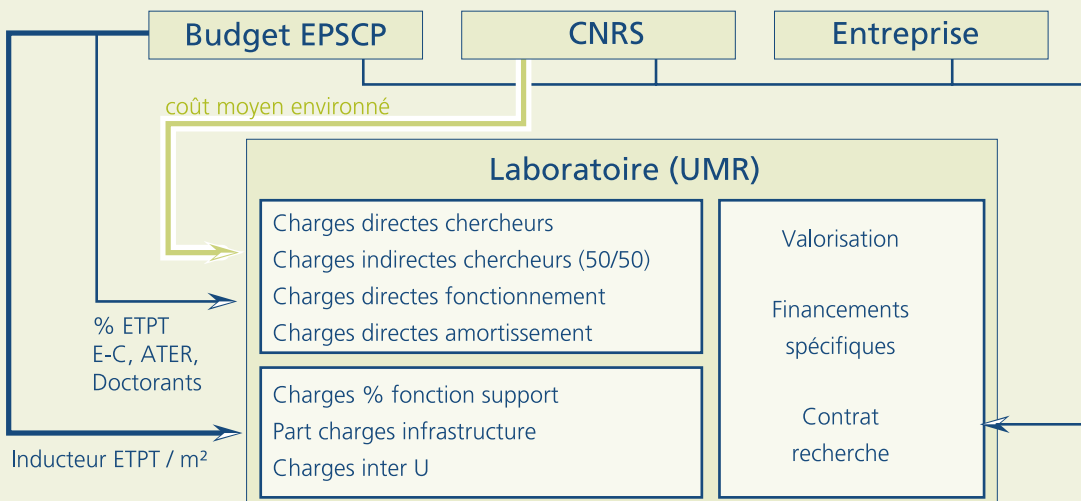 Budget EPSCP
CNRS
Entreprise
coût moyen environné
Laboratoire (UMR)
Charges directes chercheurs
Charges indirectes chercheurs (50/50)
Charges directes fonctionnement
Charges directes amortissement
% ETPT
E-C, ATER,
Doctorants
Charges % fonction support
Part charges infrastructure
Charges inter U
Inducteur ETPT / m²
Valorisation
Financements
spécifiques
Contrat
recherche